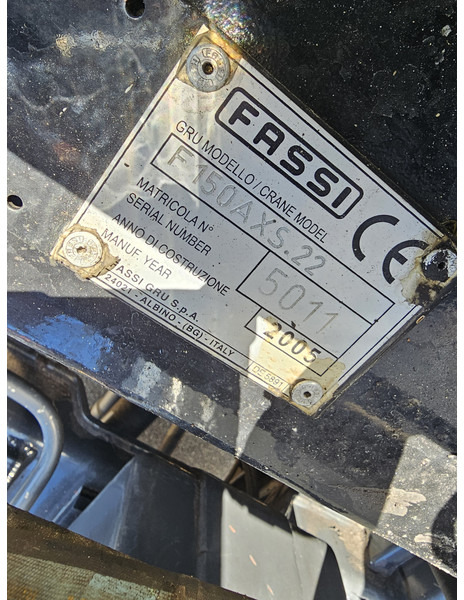 FASSI
GRU MODELLO / CRANE MODEL
F150AXS.22
MATRICOLA N°
SERIAL NUMBER
5011
ANNO DI COSTRUZIONE
MANUF. YEAR
2005
FASSI GRU S.p.A.
24021 - ALBINO - (BG) - ITALY
DE5891
CE